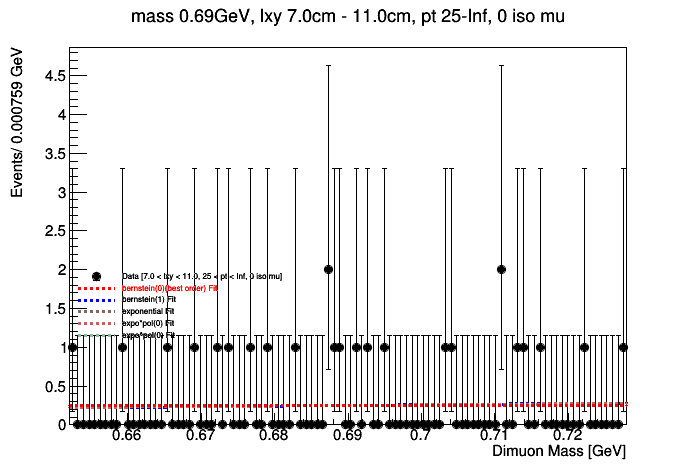 mass 0.69GeV, lxy 7.0cm - 11.0cm, pt 25-Inf, 0 iso mu
Events/ 0.000759 GeV
4.5
4
3.5
3
2.5
2
1.5
1
0.5
0
Data [7.0 < lxy < 11.0, 25 < pt < Inf, 0 iso mu]
bernstein(0)(best order) Fit
bernstein(1) Fit
exponential Fit
expo*pol(0) Fit
expo*pol(0) Fit
0.66 0.67 0.68 0.69 0.7 0.71 0.72
Dimuon Mass [GeV]